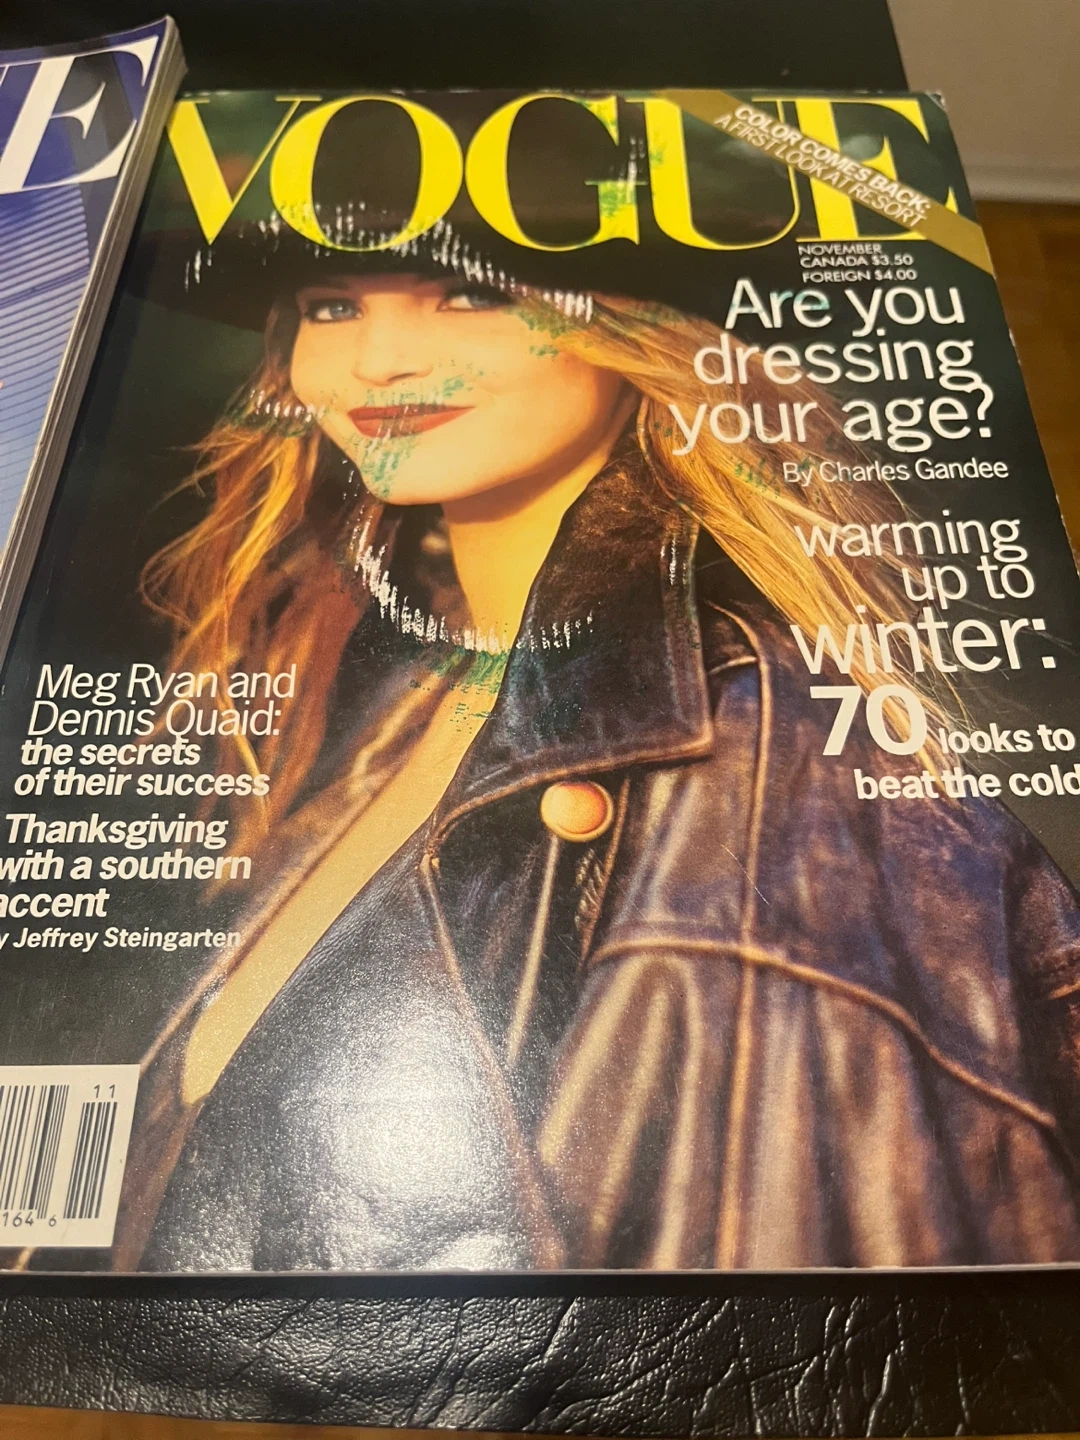 E
VOGUE
COLOR COMES BACK:
A FIRST LOOK AT RESORT
NOVEMBER
CANADA $3.50
FOREIGN $4.00
Are you
dressing
your age?
By Charles Gandee
warming
up to
winter:
70 looks to
beat the cold
Meg Ryan and
Dennis Quaid:
the secrets
of their success
Thanksgiving
with a southern
accent
y Jeffrey Steingarten
11
164 6